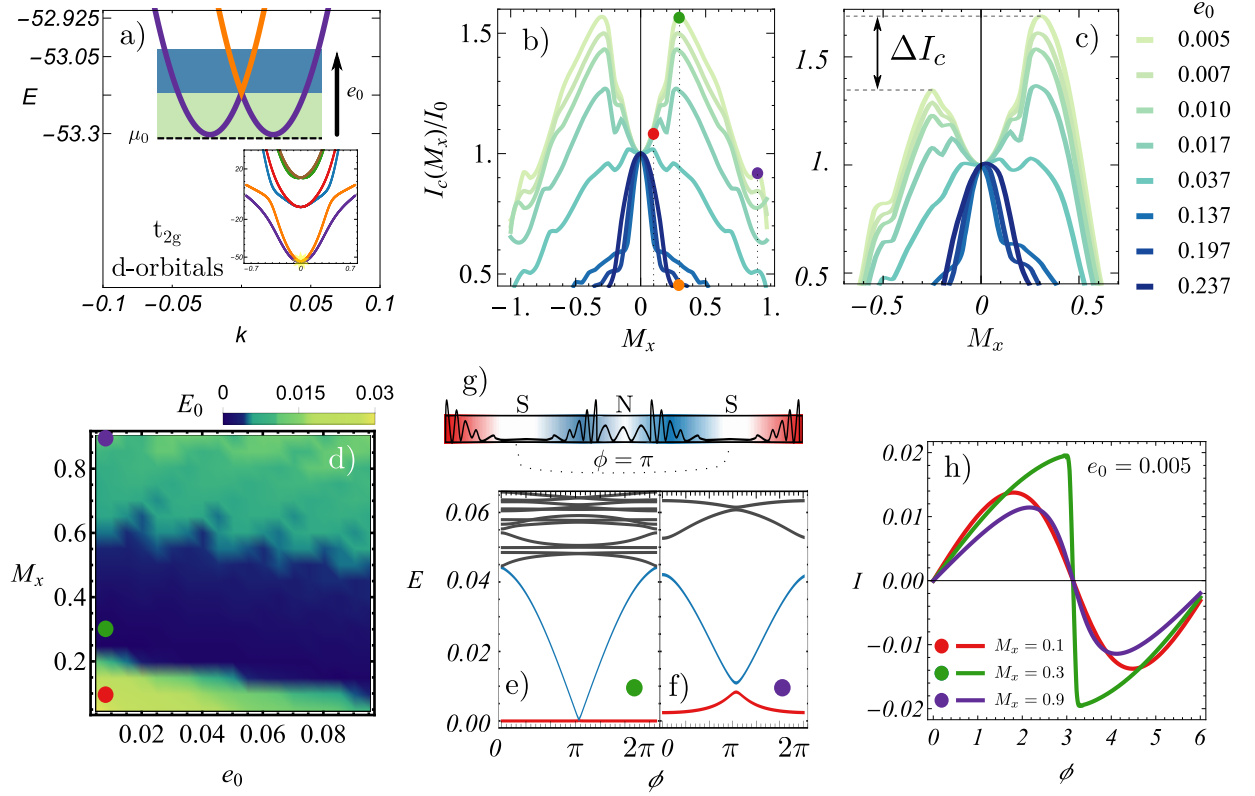 a)
E
−52.925
−53.05
−53.3
μ0
e0
t2g
d-orbitals
20
−20
−50
−0.7
0
0.7
−0.1
−0.05
0
0.05
0.1
k
b)
Ic(Mx)/I0
1.5
1.
0.5
−1.
−0.5
0
0.5
1.
Mx
c)
ΔIc
1.5
1.
0.5
−0.5
0
0.5
Mx
e0
0.005
0.007
0.010
0.017
0.037
0.137
0.197
0.237
E0
0
0.015
0.03
d)
Mx
0.8
0.6
0.4
0.2
0.02
0.04
0.06
0.08
e0
g)
S
N
S
ϕ = π
E
0.06
0.04
0.02
0.00
e)
f)
0
π
2π
0
π
2π
ϕ
h)
e0 = 0.005
I
0.02
0.01
0.00
−0.01
−0.02
Mx = 0.1
Mx = 0.3
Mx = 0.9
0
1
2
3
4
5
6
ϕ